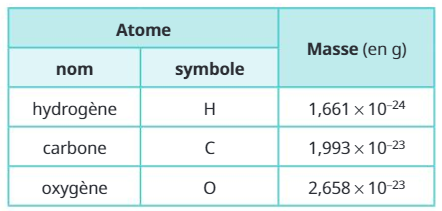 Atome
Masse (en g)
nom symbole
hydrogène H 1,661 × 10⁻²⁴
carbone C 1,993 × 10⁻²³
oxygène O 2,658 × 10⁻²³